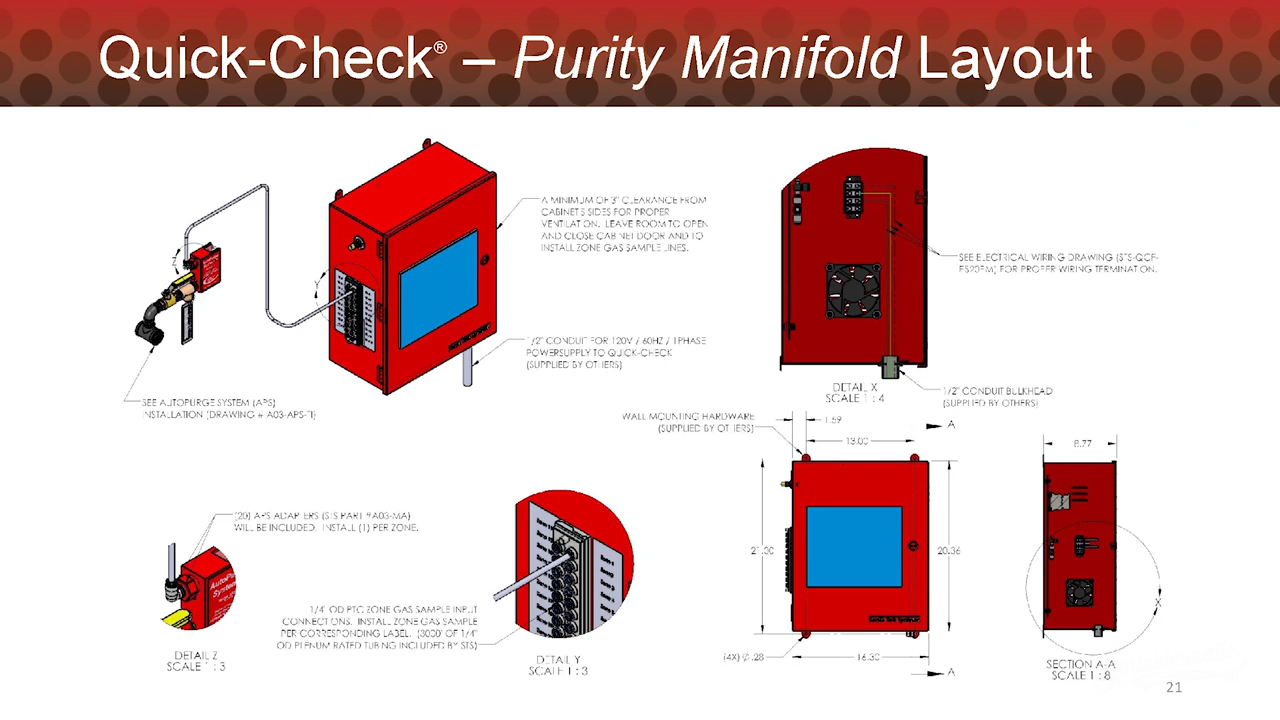 Quick-Check® – Purity Manifold Layout
A MINIMUM OF 3" CLEARANCE FROM
CABINETS SIDES FOR PROPER
VENTILATION. LEAVE ROOM TO OPEN
AND CLOSE CABINET DOOR AND TO
INSTALL ZONE GAS SAMPLE LINES.
Z
Y
1/2" CONDUIT FOR 120V / 60HZ / 1PHASE
POWERSUPPLY TO QUICK-CHECK
(SUPPLIED BY OTHERS)
SEE AUTOPURGE SYSTEM (APS)
INSTALLATION (DRAWING # A03-APS-TI)
SEE ELECTRICAL WIRING DRAWING (STS-QCP-
FOR PROPER WIRING TERMINATION.
DETAIL X
SCALE 1 : 4
1/2" CONDUIT BULKHEAD
(SUPPLIED BY OTHERS)
WALL MOUNTING HARDWARE
(SUPPLIED BY OTHERS)
1.69
A
13.00
8.77
21.00
20.36
(4X) Ø.28
16.30
A
X
SECTION A-A
SCALE 1 : 8
(20) APS ADAPTERS (STS PART #A03-MA)
WILL BE INCLUDED. INSTALL (1) PER ZONE.
DETAIL Z
SCALE 1 : 3
1/4" OD PTC ZONE GAS SAMPLE INPUT
CONNECTIONS. INSTALL ZONE GAS SAMPLE
PER CORRESPONDING LABEL. (3000' OF 1/4"
OD PLENUM RATED TUBING INCLUDED BY STS)
DETAIL Y
SCALE 1 : 3
21